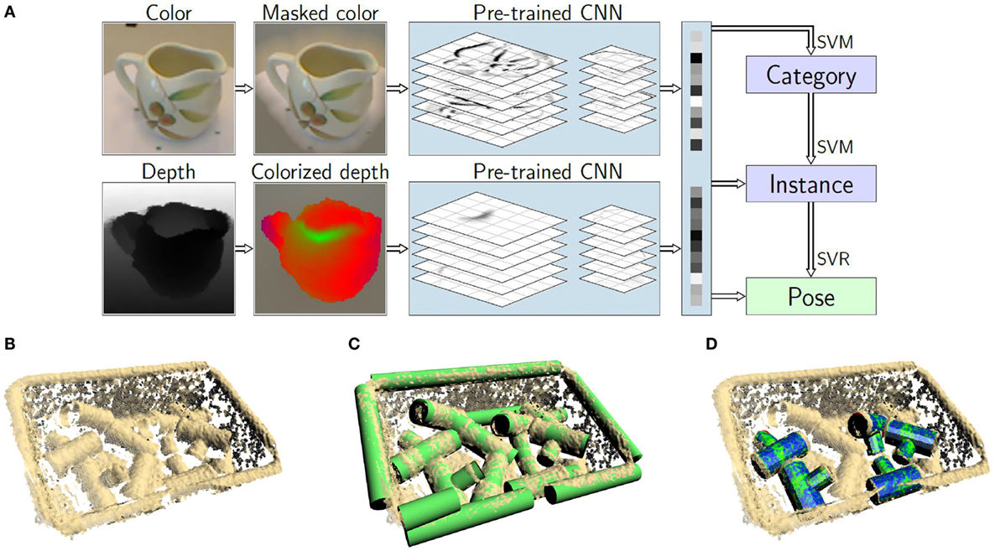 A
Color
Masked color
Pre-trained CNN
SVM
Category
SVM
Depth
Colorized depth
Pre-trained CNN
Instance
SVR
Pose
B
C
D